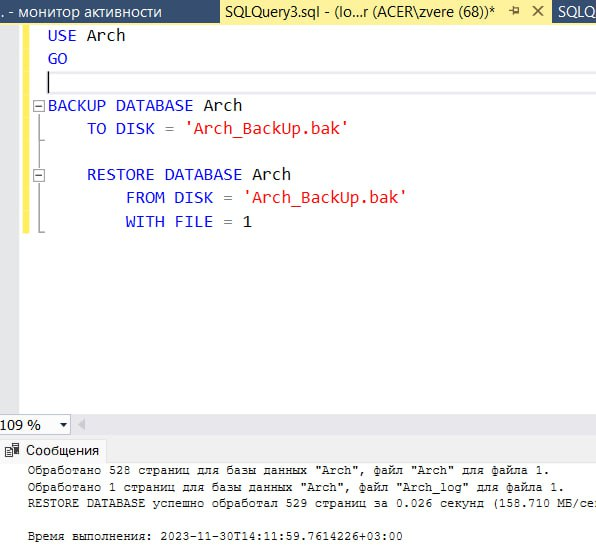 . - монитор активности
SQLQuery3.sql - (lo...r (ACER\zvere (68))*
SQLQ
USE Arch
GO
BACKUP DATABASE Arch
TO DISK = 'Arch_BackUp.bak'
RESTORE DATABASE Arch
FROM DISK = 'Arch_BackUp.bak'
WITH FILE = 1
109 %
Сообщения
Обработано 528 страниц для базы данных "Arch", файл "Arch" для файла 1.
Обработано 1 страниц для базы данных "Arch", файл "Arch_log" для файла 1.
RESTORE DATABASE успешно обработал 529 страниц за 0.026 секунд (158.710 МБ/се
Время выполнения: 2023-11-30T14:11:59.7614226+03:00